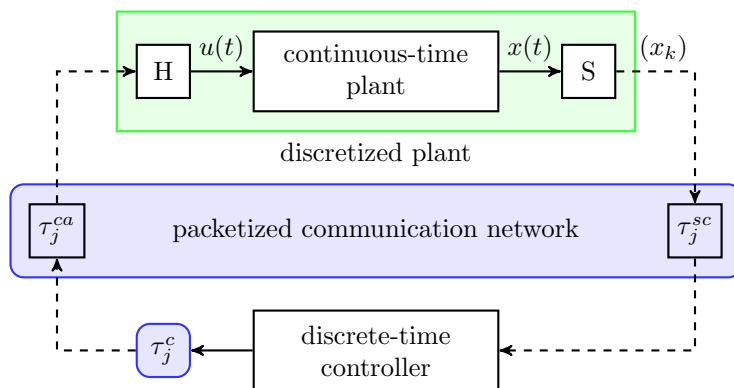 H
u(t)
continuous-time
plant
x(t)
S
(x_k)
discretized plant
τ_j^{ca}
packetized communication network
τ_j^{sc}
τ_j^c
discrete-time
controller